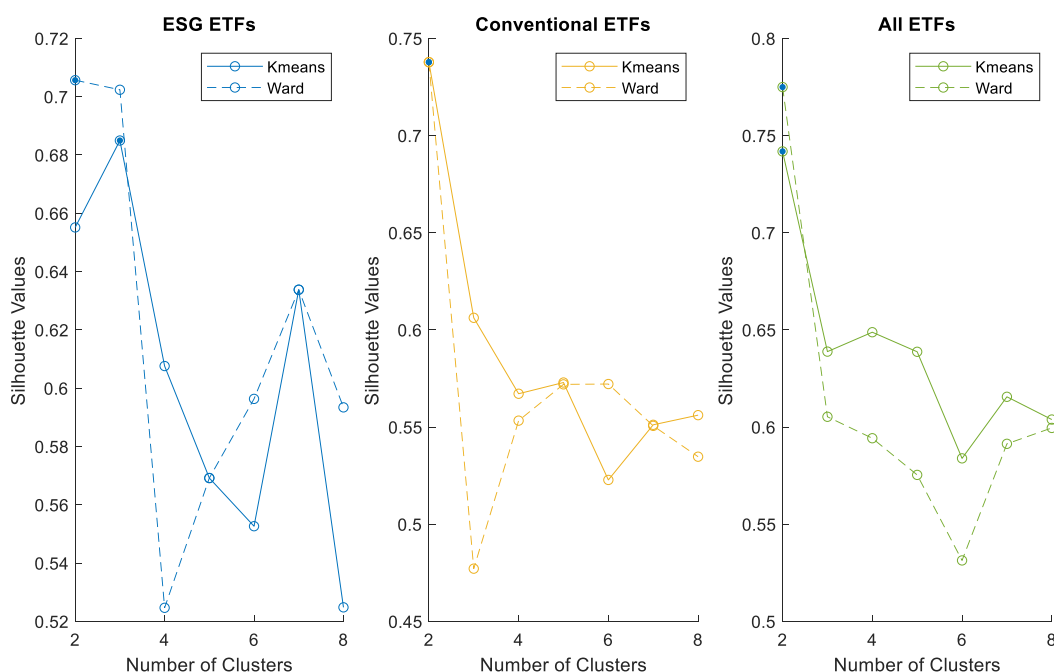 ESG ETFs
0.72
0.7
0.68
0.66
0.64
0.62
0.6
0.58
0.56
0.54
0.52
Silhouette Values
2
4
6
8
Number of Clusters
Kmeans
Ward
Conventional ETFs
0.75
0.7
0.65
0.6
0.55
0.5
0.45
Silhouette Values
2
4
6
8
Number of Clusters
Kmeans
Ward
All ETFs
0.8
0.75
0.7
0.65
0.6
0.55
0.5
Silhouette Values
2
4
6
8
Number of Clusters
Kmeans
Ward